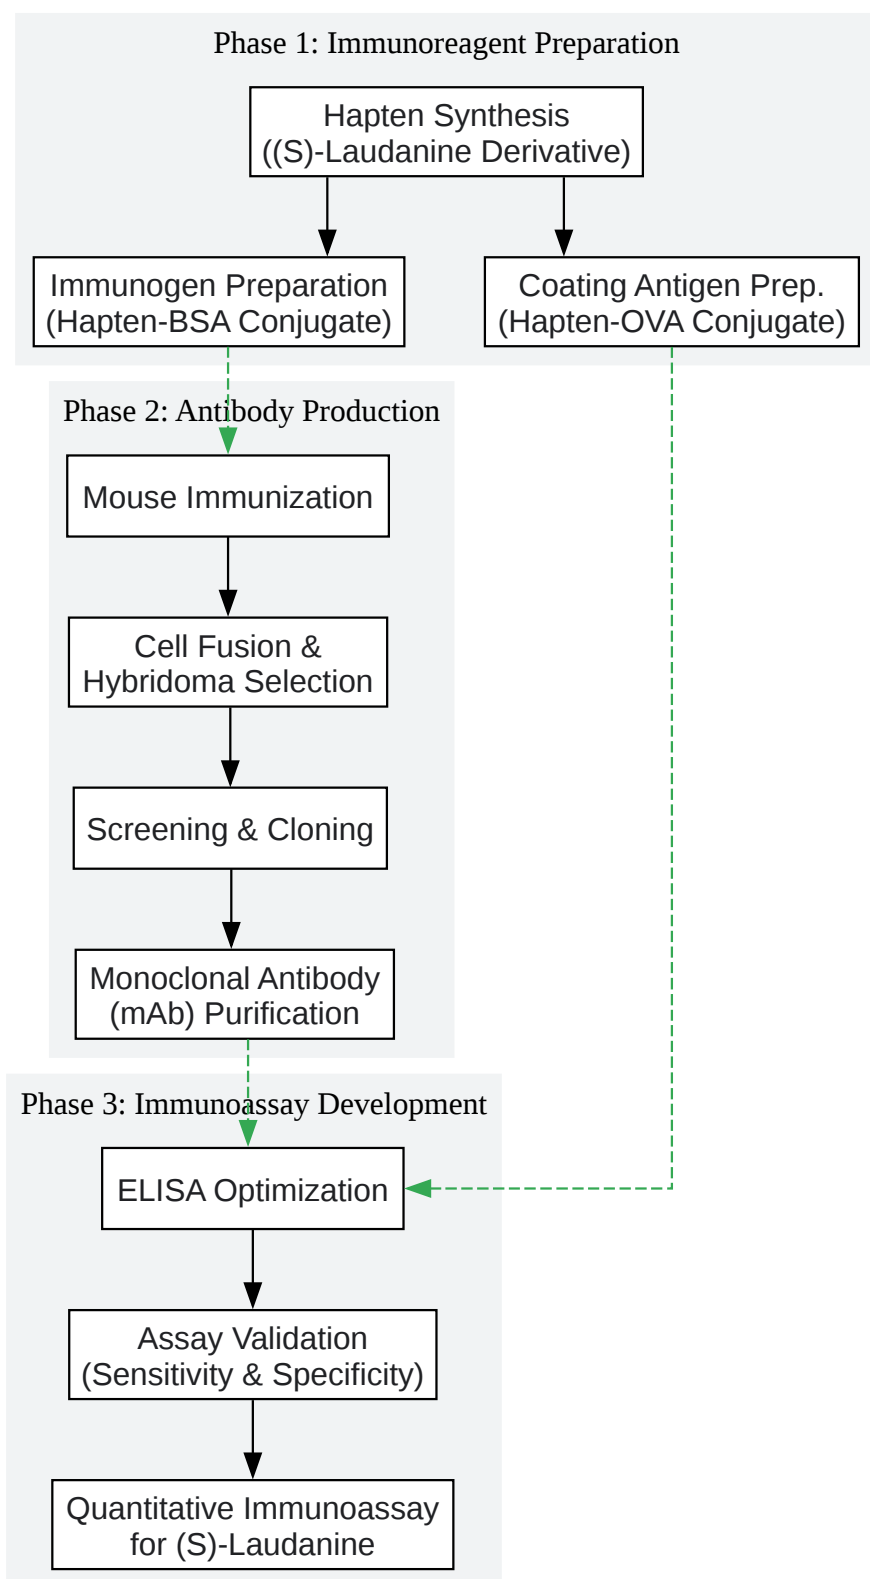 Phase 1: Immunoreagent Preparation
Hapten Synthesis
((S)-Laudanine Derivative)
Immunogen Preparation
(Hapten-BSA Conjugate)
Coating Antigen Prep.
(Hapten-OVA Conjugate)
Phase 2: Antibody Production
Mouse Immunization
Cell Fusion &
Hybridoma Selection
Screening & Cloning
Monoclonal Antibody
(mAb) Purification
Phase 3: Immunoassay Development
ELISA Optimization
Assay Validation
(Sensitivity & Specificity)
Quantitative Immunoassay
for (S)-Laudanine